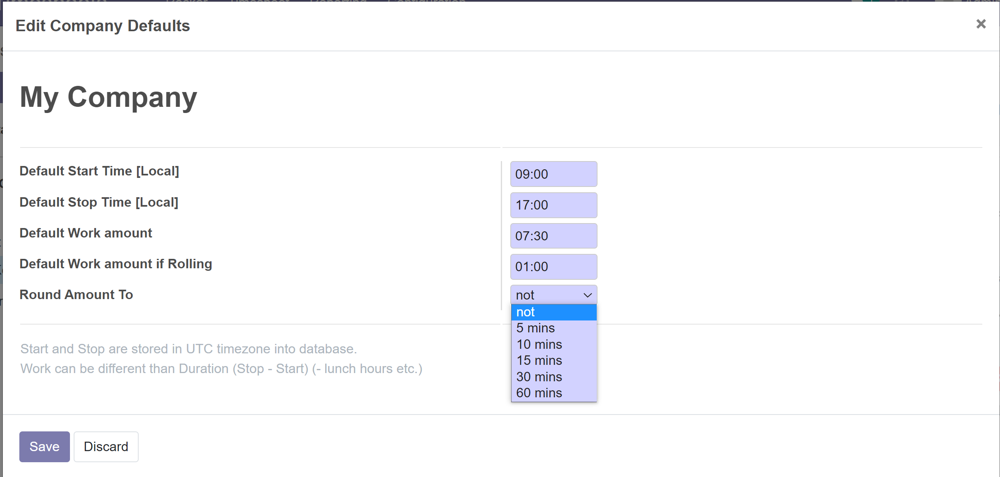 Edit Company Defaults
My Company
Default Start Time [Local] 09:00
Default Stop Time [Local] 17:00
Default Work amount 07:30
Default Work amount if Rolling 01:00
Round Amount To not
not
5 mins
10 mins
15 mins
30 mins
60 mins
Start and Stop are stored in UTC timezone into database.
Work can be different than Duration (Stop - Start) (- lunch hours etc.)
Save Discard